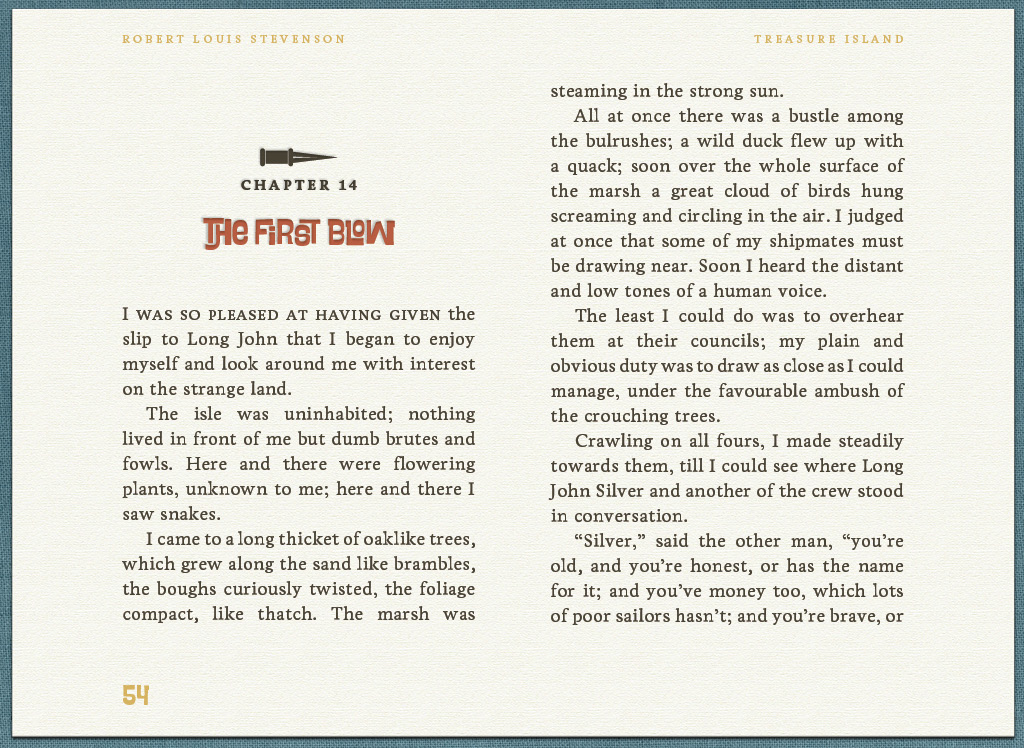 ROBERT LOUIS STEVENSON
TREASURE ISLAND
CHAPTER 14
THE FIRST BLOW
I WAS SO PLEASED AT HAVING GIVEN the
slip to Long John that I began to enjoy
myself and look around me with interest
on the strange land.
The isle was uninhabited; nothing
lived in front of me but dumb brutes and
fowls. Here and there were flowering
plants, unknown to me; here and there I
saw snakes.
I came to a long thicket of oaklike trees,
which grew along the sand like brambles,
the boughs curiously twisted, the foliage
compact, like thatch. The marsh was
steaming in the strong sun.
All at once there was a bustle among
the bulrushes; a wild duck flew up with
a quack; soon over the whole surface of
the marsh a great cloud of birds hung
screaming and circling in the air. I judged
at once that some of my shipmates must
be drawing near. Soon I heard the distant
and low tones of a human voice.
The least I could do was to overhear
them at their councils; my plain and
obvious duty was to draw as close as I could
manage, under the favourable ambush of
the crouching trees.
Crawling on all fours, I made steadily
towards them, till I could see where Long
John Silver and another of the crew stood
in conversation.
“Silver,” said the other man, “you’re
old, and you’re honest, or has the name
for it; and you’ve money too, which lots
of poor sailors hasn’t; and you’re brave, or
54